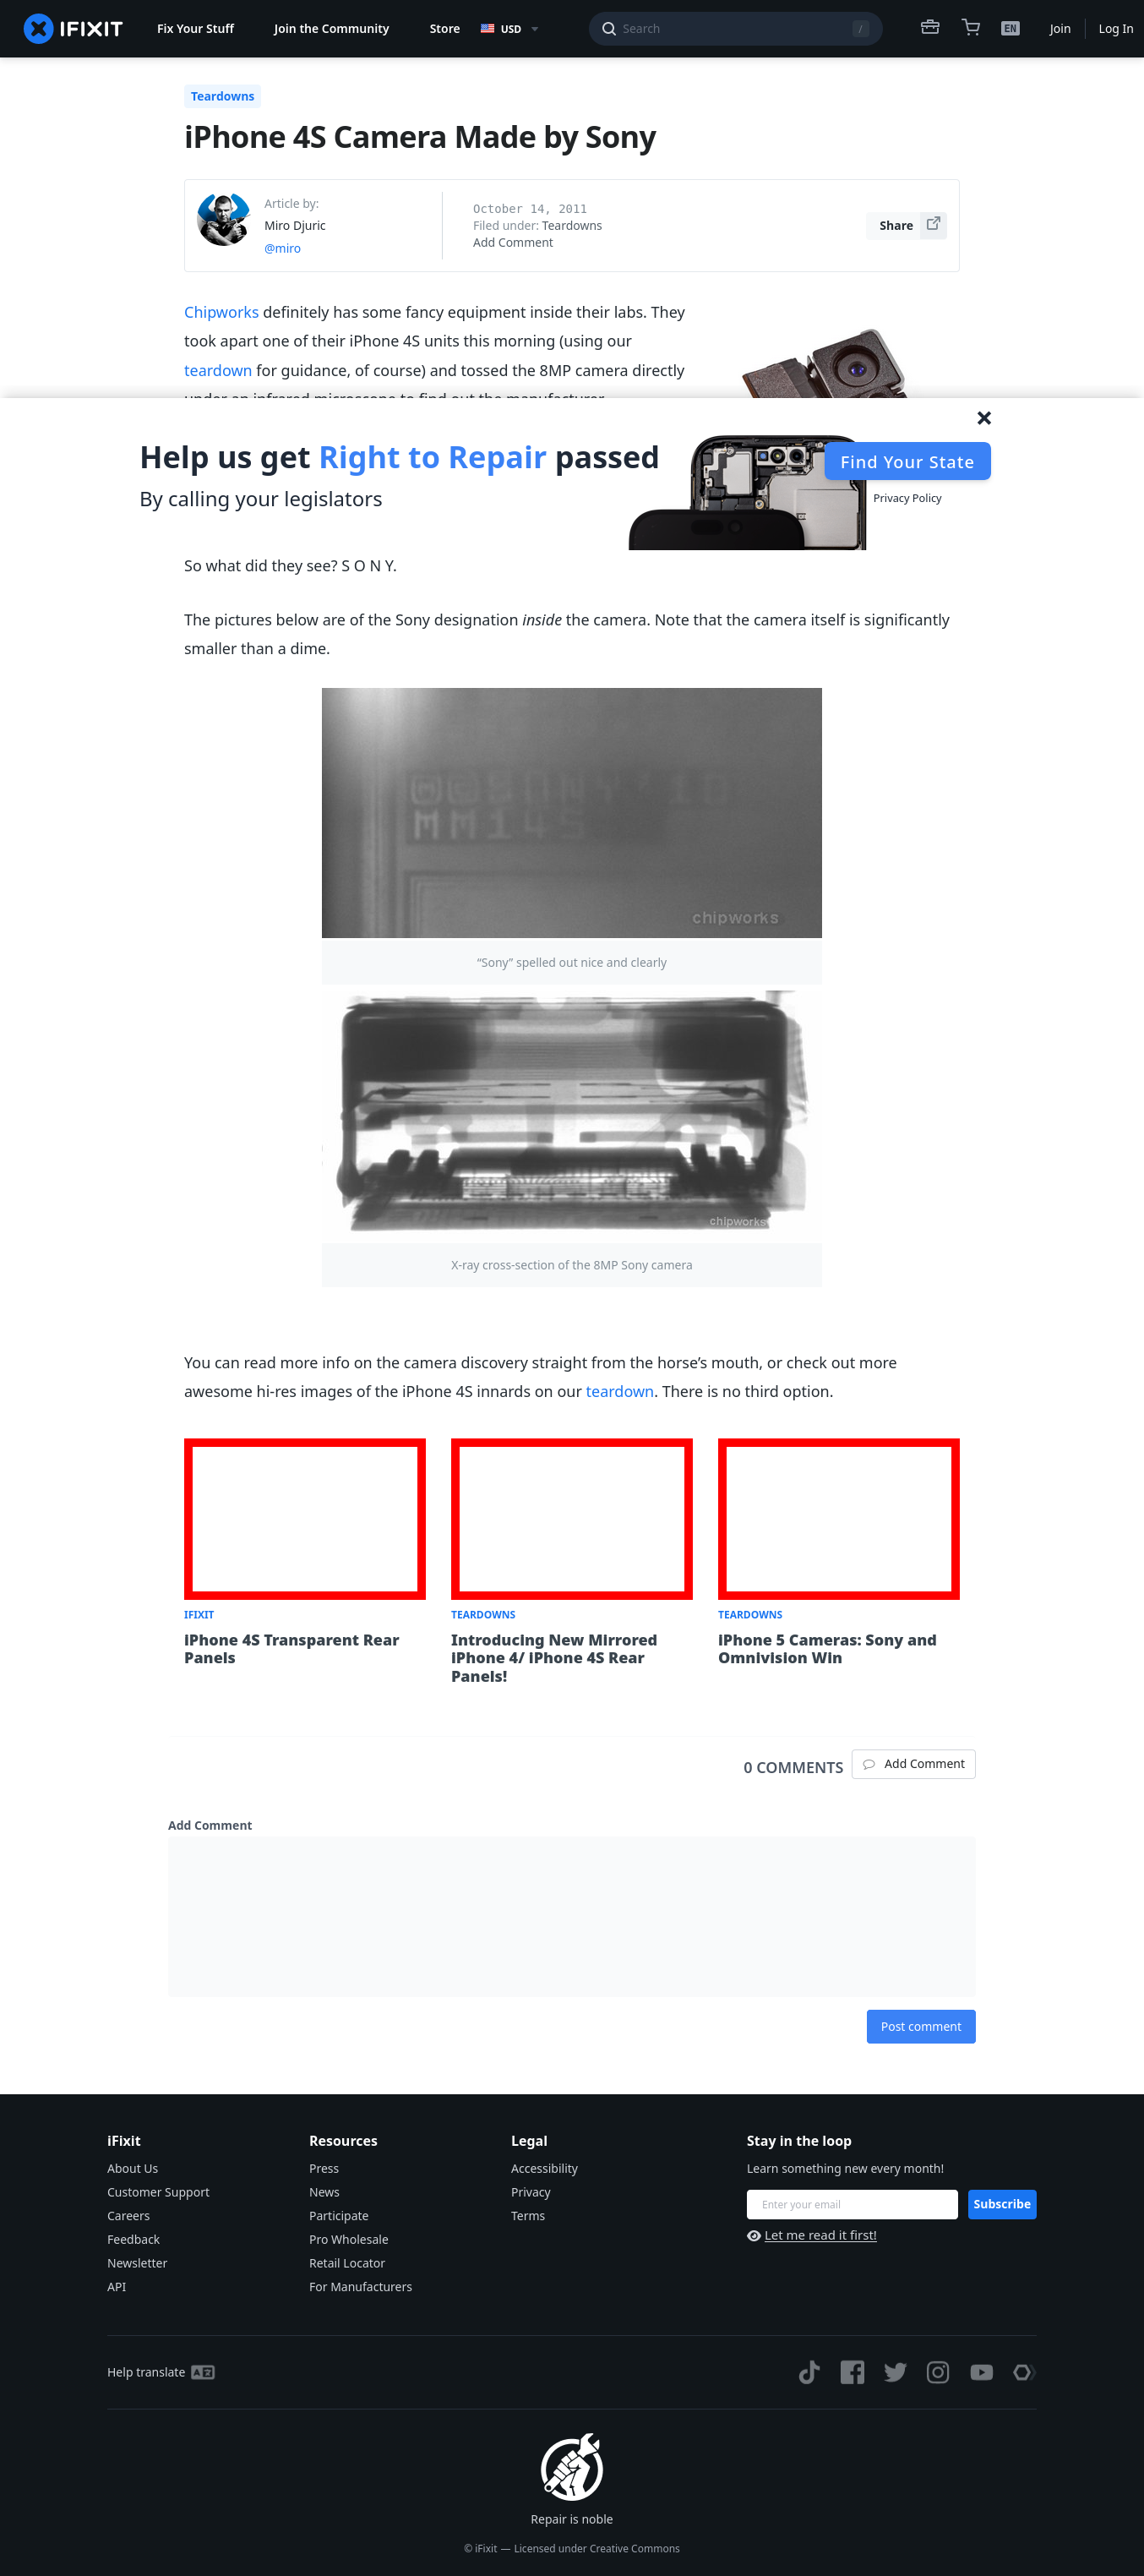 IFIXIT
Fix Your Stuff
Join the Community
Store
USD
Search
/
EN
Join
Log In
Teardowns
iPhone 4S Camera Made by Sony
Article by:
Miro Djuric
@miro
October 14, 2011
Filed under: Teardowns
Add Comment
Share
Chipworks definitely has some fancy equipment inside their labs. They
took apart one of their iPhone 4S units this morning (using our
teardown for guidance, of course) and tossed the 8MP camera directly
under an infrared microscope to find out the manufacturer.
Help us get Right to Repair passed
By calling your legislators
Find Your State
Privacy Policy
So what did they see? S O N Y.
The pictures below are of the Sony designation inside the camera. Note that the camera itself is significantly
smaller than a dime.
SONY '10
MM145
chipworks
“Sony” spelled out nice and clearly
chipworks
X-ray cross-section of the 8MP Sony camera
You can read more info on the camera discovery straight from the horse’s mouth, or check out more
awesome hi-res images of the iPhone 4S innards on our teardown. There is no third option.
IFIXIT
iPhone 4S Transparent Rear
Panels
TEARDOWNS
Introducing New Mirrored
iPhone 4/ iPhone 4S Rear
Panels!
TEARDOWNS
iPhone 5 Cameras: Sony and
Omnivision Win
0 COMMENTS
Add Comment
Add Comment
Post comment
iFixit
About Us
Customer Support
Careers
Feedback
Newsletter
API
Resources
Press
News
Participate
Pro Wholesale
Retail Locator
For Manufacturers
Legal
Accessibility
Privacy
Terms
Stay in the loop
Learn something new every month!
Enter your email
Subscribe
Let me read it first!
Help translate
Repair is noble
© iFixit — Licensed under Creative Commons